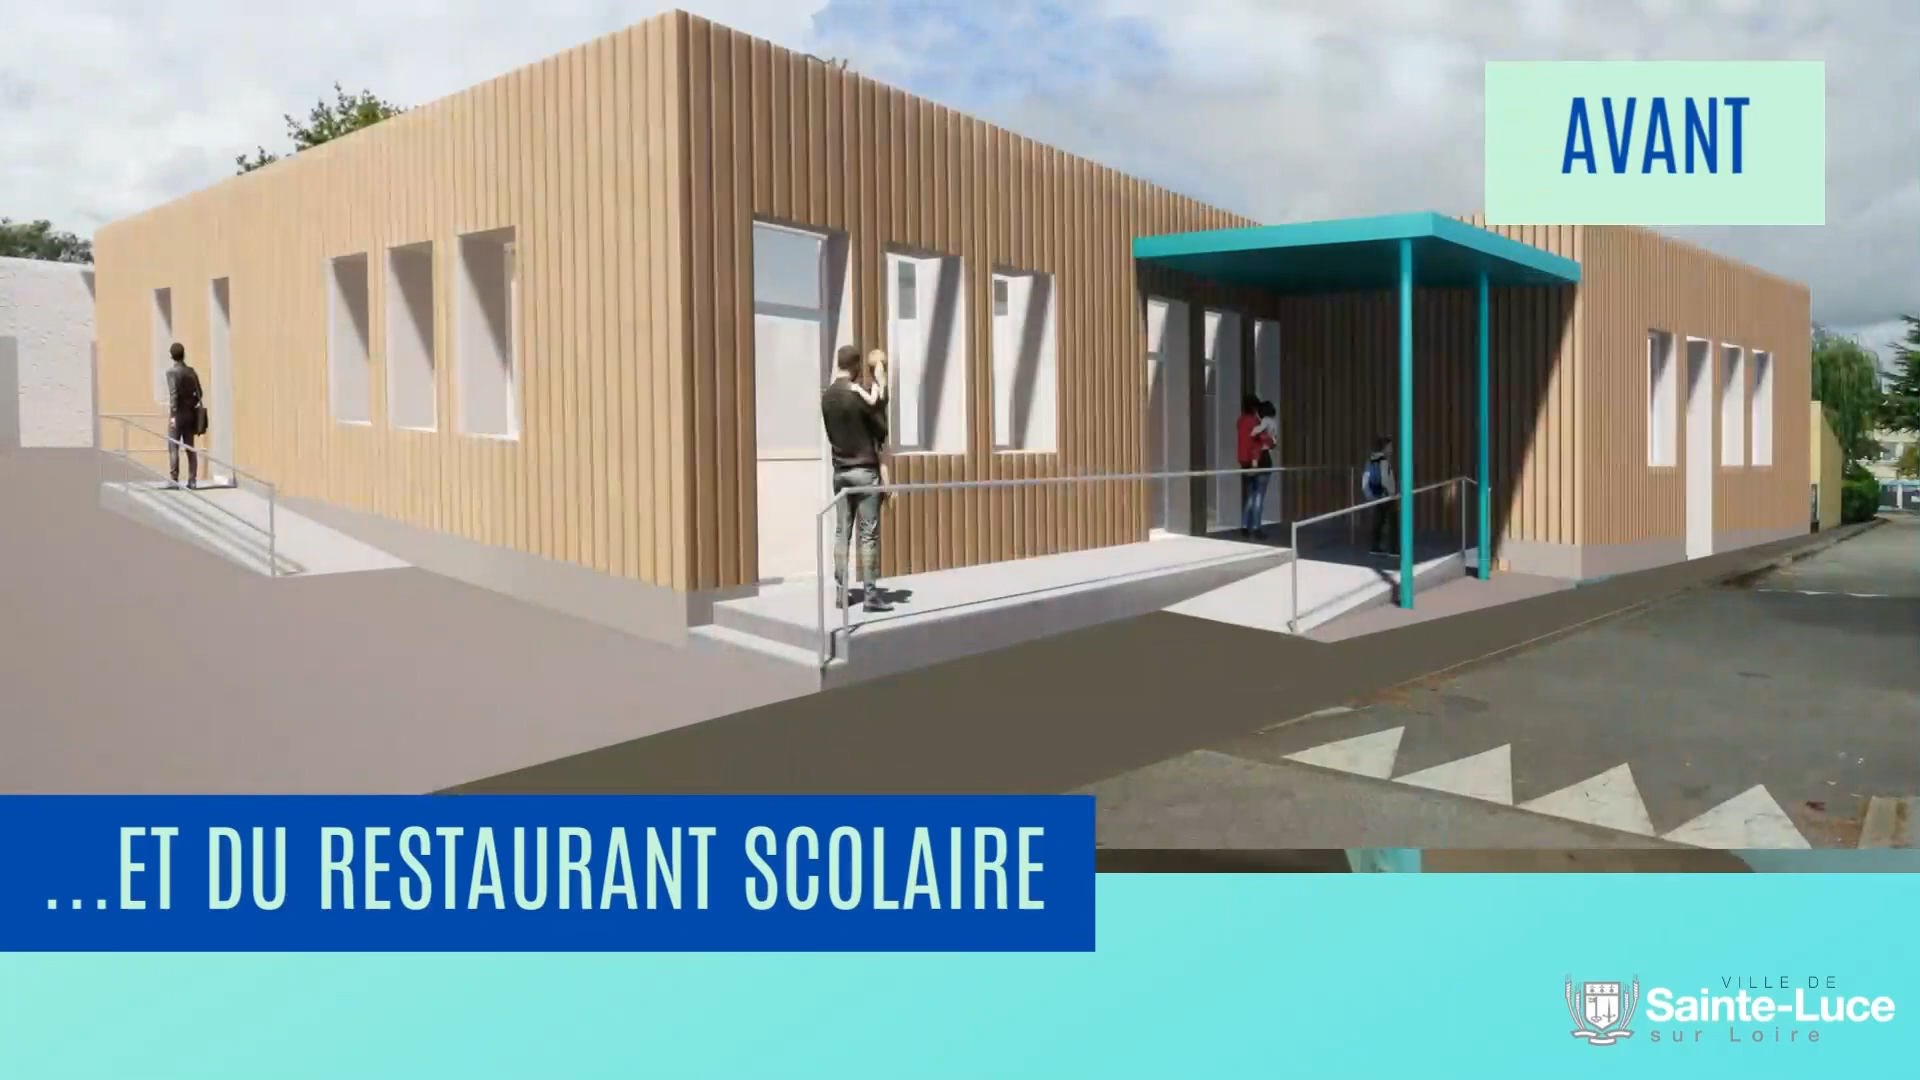 AVANT
...ET DU RESTAURANT SCOLAIRE
VILLE DE
Sainte-Luce
sur Loire